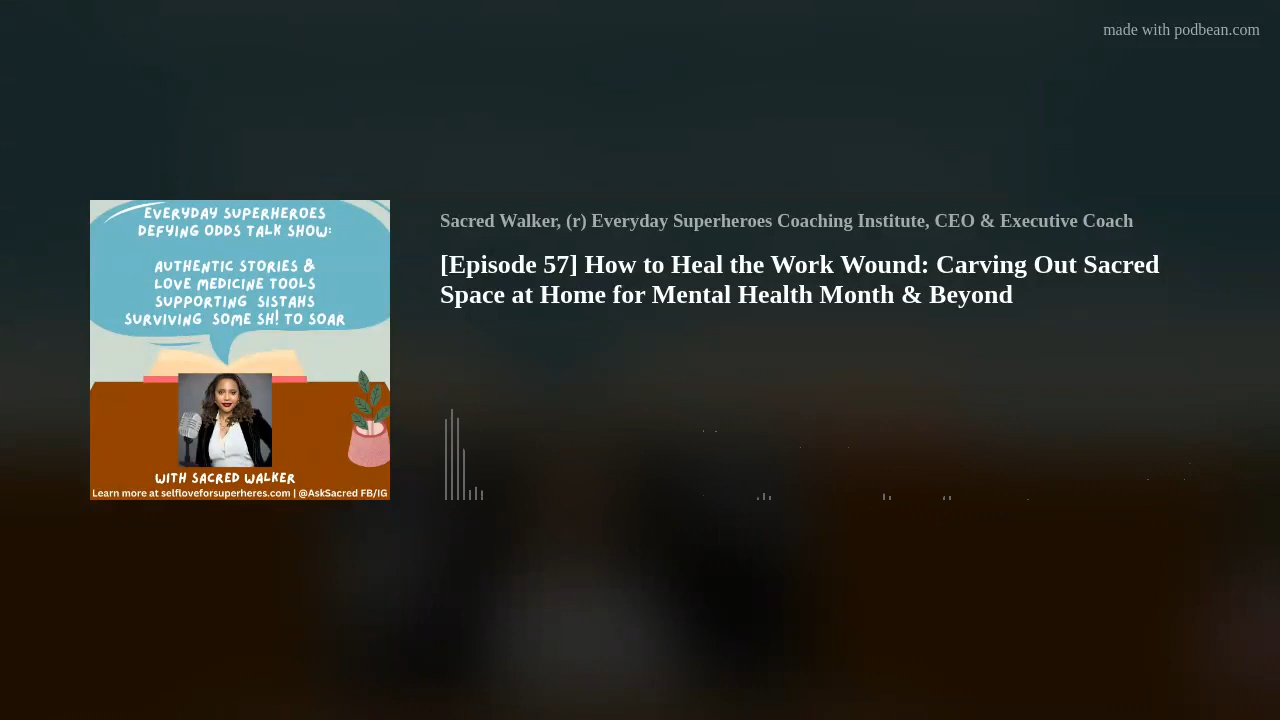 made with podbean.com
EVERYDAY SUPERHEROES
DEFYING ODDS TALK SHOW:
AUTHENTIC STORIES &
LOVE MEDICINE TOOLS
SUPPORTING SISTAHS
SURVIVING SOME SH! TO SOAR
WITH SACRED WALKER
Learn more at selfloveforsuperheres.com | @AskSacred FB/IG
Sacred Walker, (r) Everyday Superheroes Coaching Institute, CEO & Executive Coach
[Episode 57] How to Heal the Work Wound: Carving Out Sacred
Space at Home for Mental Health Month & Beyond